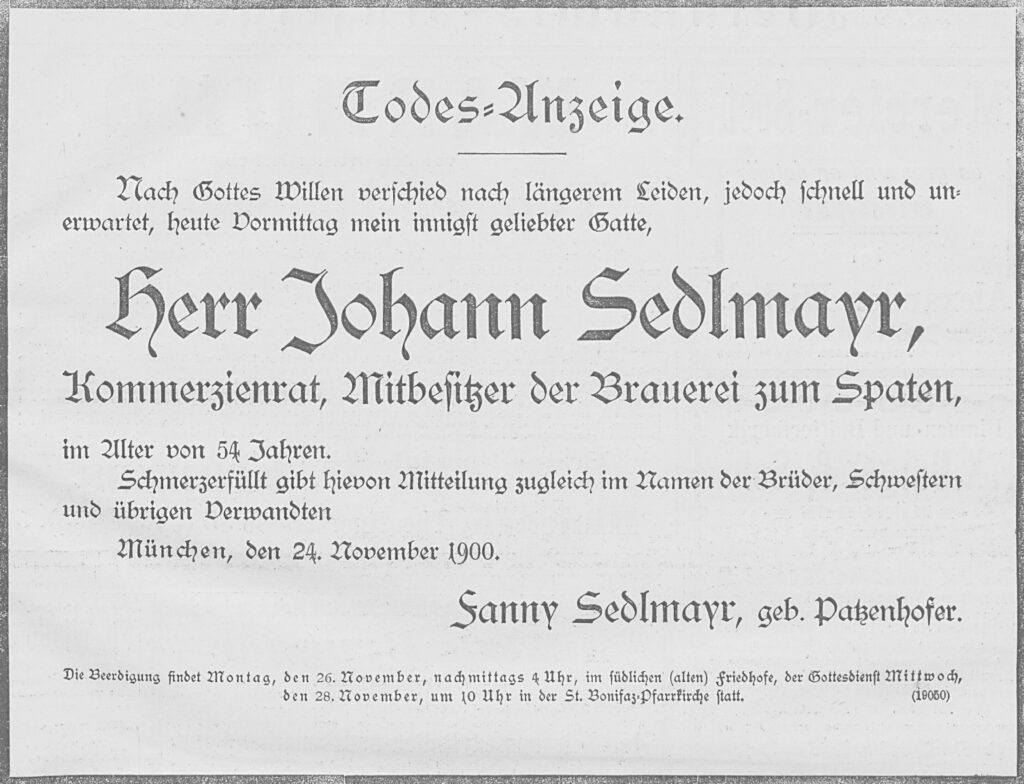 Todes-Anzeige.
Nach Gottes Willen verschied nach längerem Leiden, jedoch schnell und un-
erwartet, heute Vormittag mein innigst geliebter Gatte,
Herr Johann Sedlmayr,
Kommerzienrat, Mitbesitzer der Brauerei zum Spaten,
im Alter von 54 Jahren.
Schmerzerfüllt gibt hievon Mitteilung zugleich im Namen der Brüder, Schwestern
und übrigen Verwandten
München, den 24. November 1900.
Fanny Sedlmayr, geb. Patzenhofer.
Die Beerdigung findet Montag, den 26. November, nachmittags 4 Uhr, im südlichen (alten) Friedhofe, der Gottesdienst Mittwoch,
den 28. November, um 10 Uhr in der St. Bonifaz-Pfarrkirche statt.
(19050)